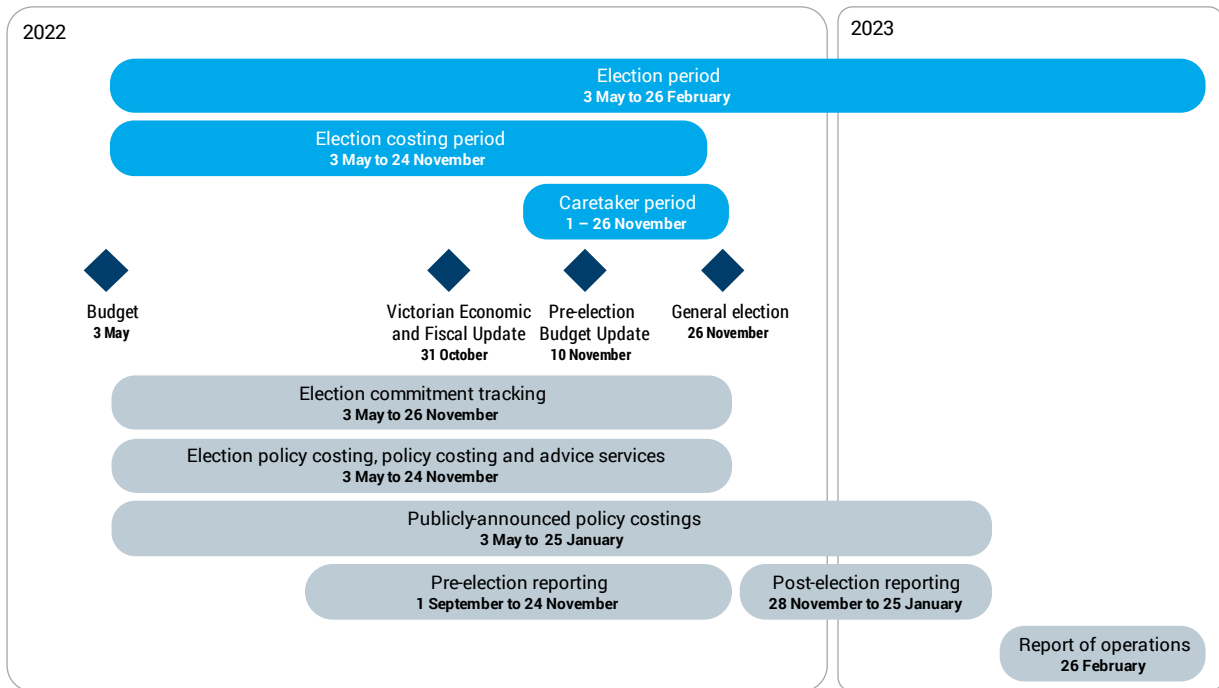 2022
2023
Election period
3 May to 26 February
Election costing period
3 May to 24 November
Caretaker period
1 – 26 November
Budget
3 May
Victorian Economic
and Fiscal Update
31 October
Pre-election
Budget Update
10 November
General election
26 November
Election commitment tracking
3 May to 26 November
Election policy costing, policy costing and advice services
3 May to 24 November
Publicly-announced policy costings
3 May to 25 January
Pre-election reporting
1 September to 24 November
Post-election reporting
28 November to 25 January
Report of operations
26 February